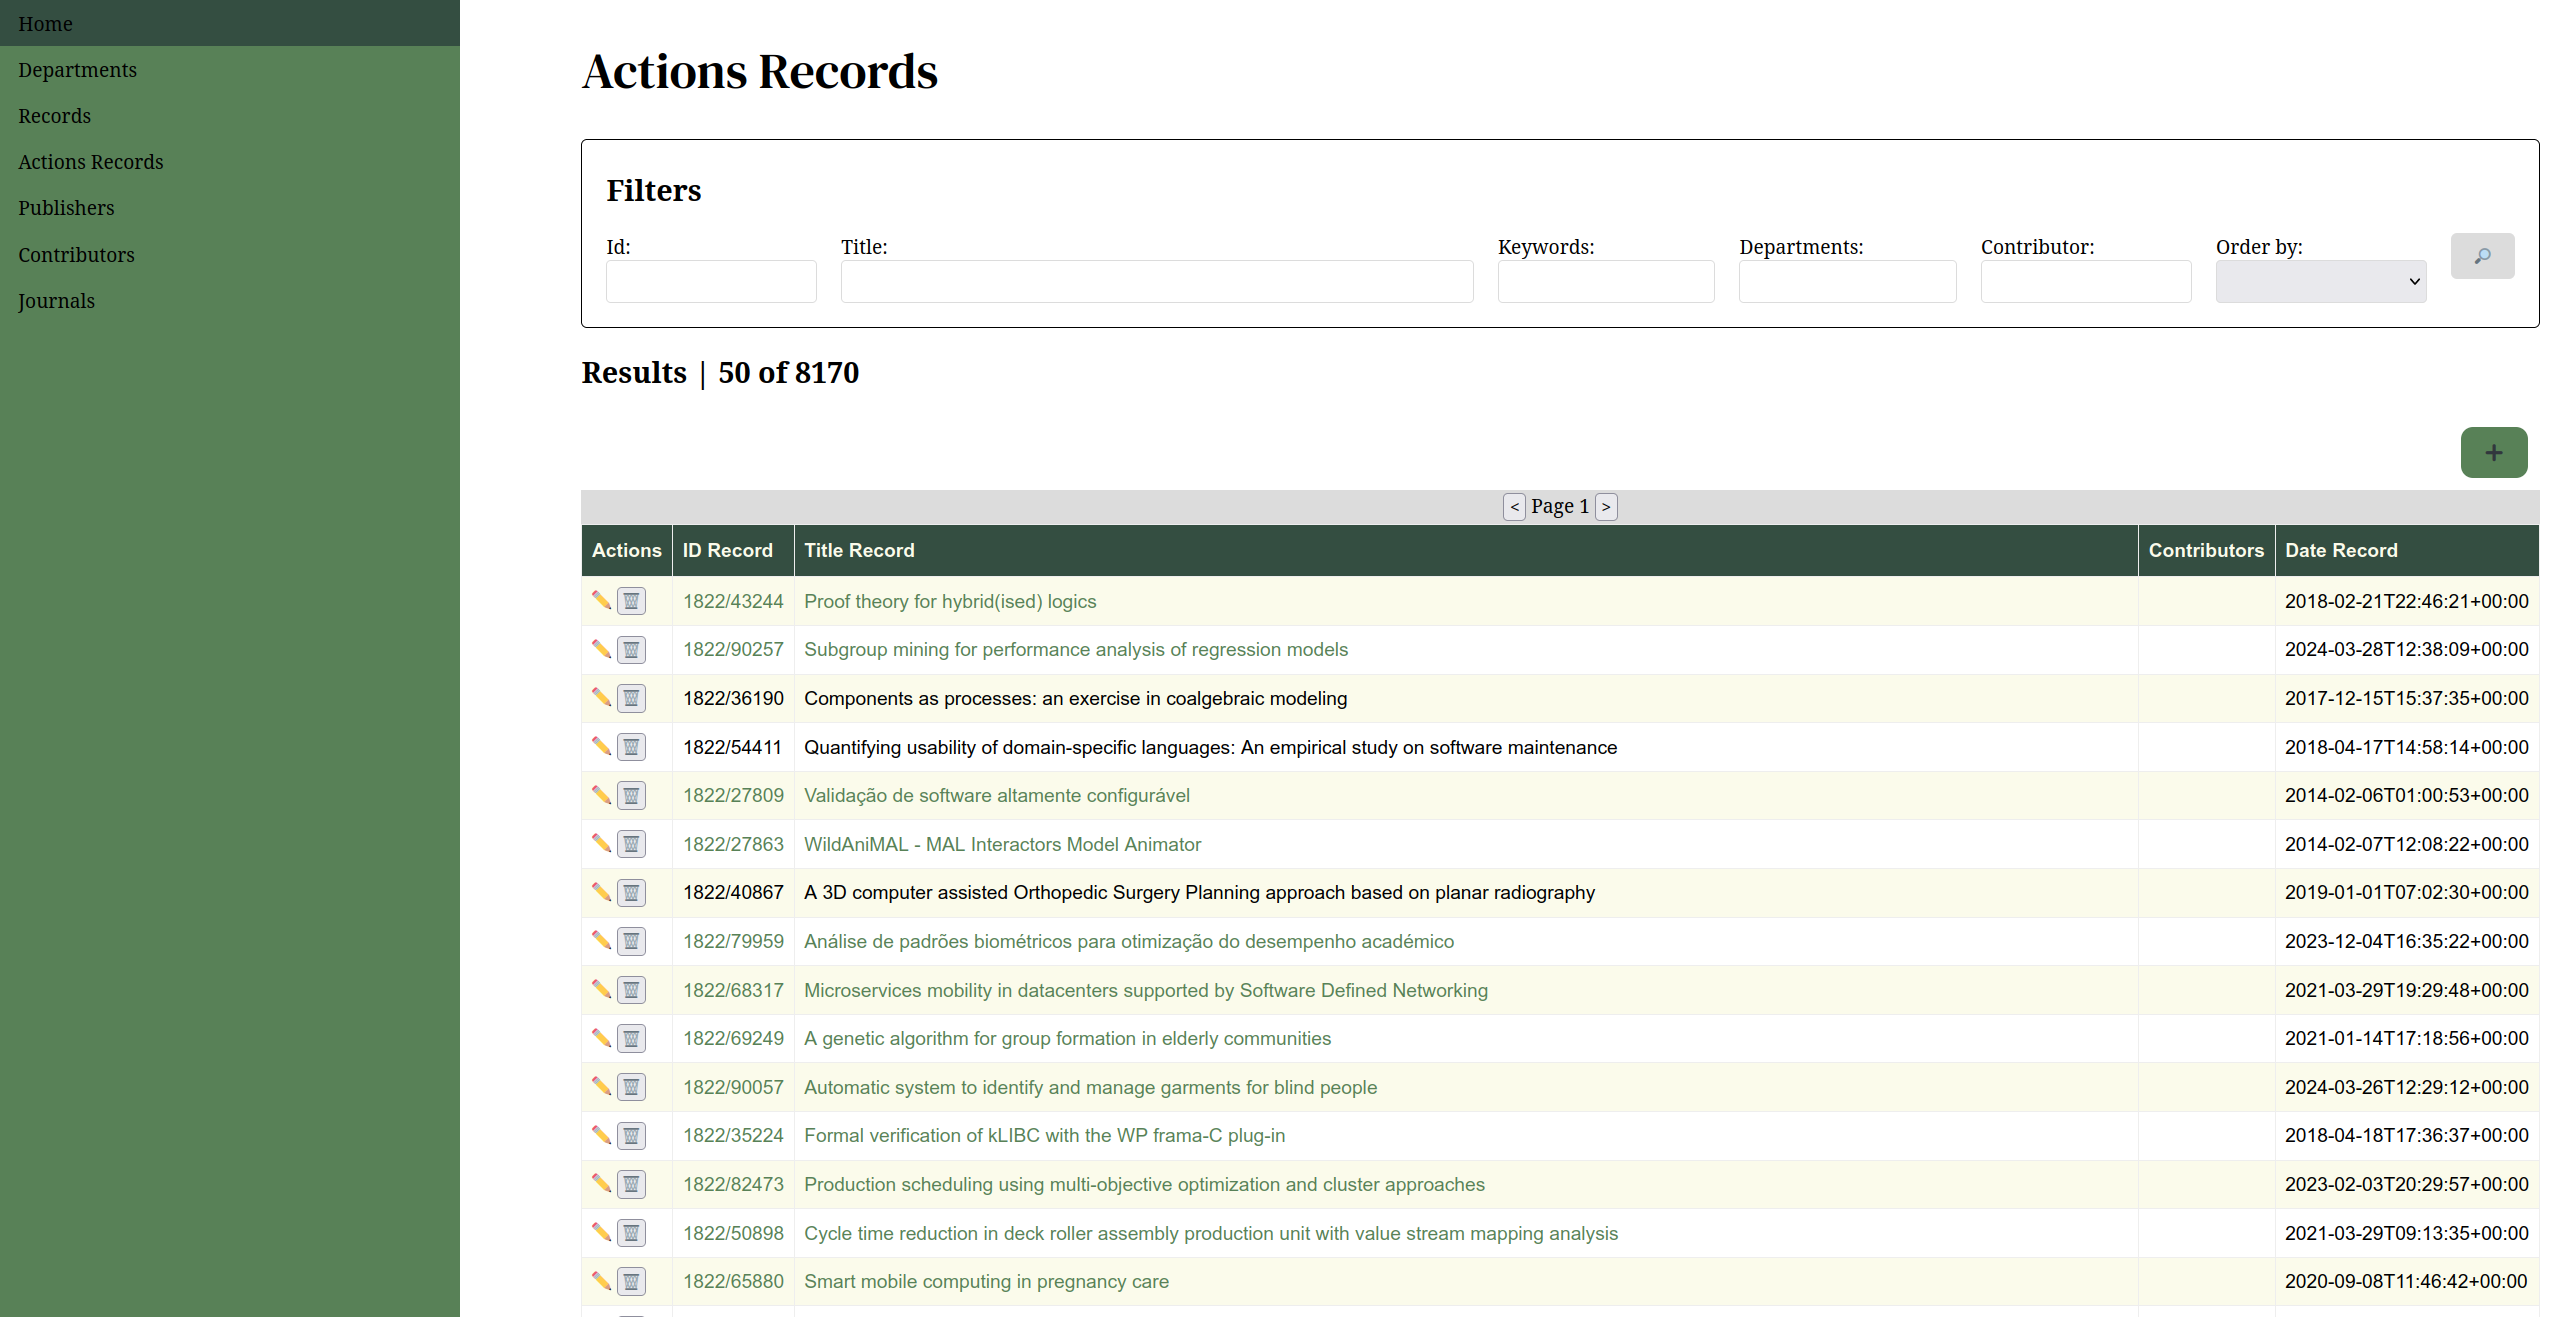 Home
Departments
Records
Actions Records
Publishers
Contributors
Journals
Actions Records
Filters
Id: Title: Keywords: Departments: Contributor: Order by:
Results | 50 of 8170
+
< Page 1 >
Actions ID Record Title Record Contributors Date Record
1822/43244 Proof theory for hybrid(ised) logics 2018-02-21T22:46:21+00:00
1822/90257 Subgroup mining for performance analysis of regression models 2024-03-28T12:38:09+00:00
1822/36190 Components as processes: an exercise in coalgebraic modeling 2017-12-15T15:37:35+00:00
1822/54411 Quantifying usability of domain-specific languages: An empirical study on software maintenance 2018-04-17T14:58:14+00:00
1822/27809 Validação de software altamente configurável 2014-02-06T01:00:53+00:00
1822/27863 WildAniMAL - MAL Interactors Model Animator 2014-02-07T12:08:22+00:00
1822/40867 A 3D computer assisted Orthopedic Surgery Planning approach based on planar radiography 2019-01-01T07:02:30+00:00
1822/79959 Análise de padrões biométricos para otimização do desempenho académico 2023-12-04T16:35:22+00:00
1822/68317 Microservices mobility in datacenters supported by Software Defined Networking 2021-03-29T19:29:48+00:00
1822/69249 A genetic algorithm for group formation in elderly communities 2021-01-14T17:18:56+00:00
1822/90057 Automatic system to identify and manage garments for blind people 2024-03-26T12:29:12+00:00
1822/35224 Formal verification of kLIBC with the WP frama-C plug-in 2018-04-18T17:36:37+00:00
1822/82473 Production scheduling using multi-objective optimization and cluster approaches 2023-02-03T20:29:57+00:00
1822/50898 Cycle time reduction in deck roller assembly production unit with value stream mapping analysis 2021-03-29T09:13:35+00:00
1822/65880 Smart mobile computing in pregnancy care 2020-09-08T11:46:42+00:00